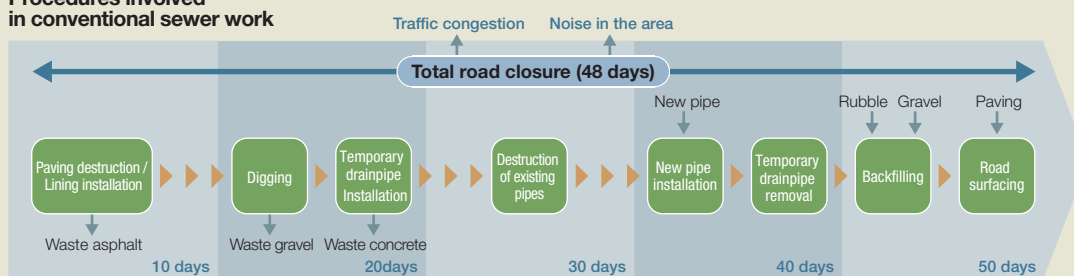 Procedures involved
in conventional sewer work
Traffic congestion
Noise in the area
Total road closure (48 days)
New pipe
Rubble
Gravel
Paving
Paving destruction /
Lining installation
Digging
Temporary
drainpipe
Installation
Destruction
of existing
pipes
New pipe
installation
Temporary
drainpipe
removal
Backfilling
Road
surfacing
Waste asphalt
Waste gravel
Waste concrete
10 days
20days
30 days
40 days
50 days